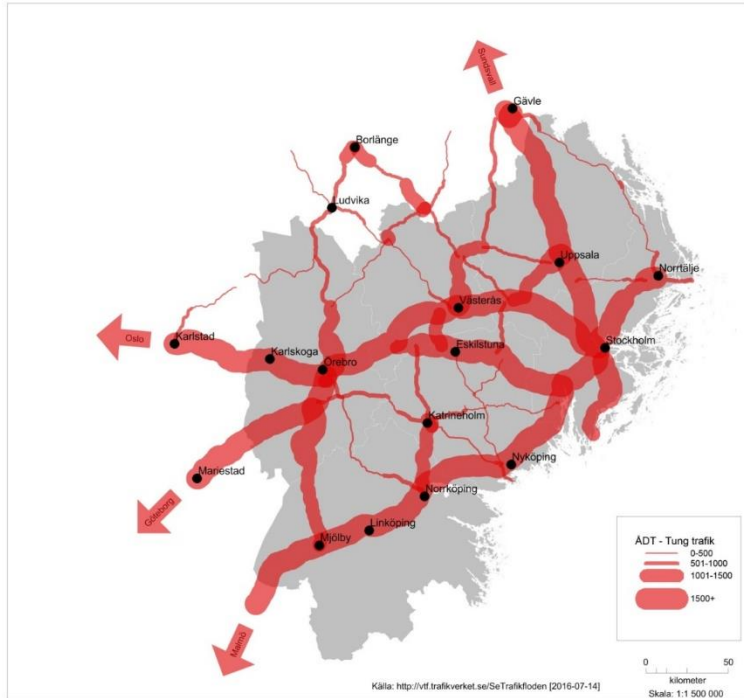 Sundsvall
Gävle
Borlänge
Ludvika
Uppsala
Norrtälje
Västerås
Oslo
Karlstad
Karlskoga
Örebro
Eskilstuna
Stockholm
Katrineholm
Mariestad
Göteborg
Nyköping
Norrköping
Linköping
Mjölby
Malmö
ÅDT - Tung trafik
0-500
501-1000
1001-1500
1500+
0 50
kilometer
Skala: 1:1 500 000
Källa: http://vtf.trafikverket.se/SeTrafikfloden [2016-07-14]